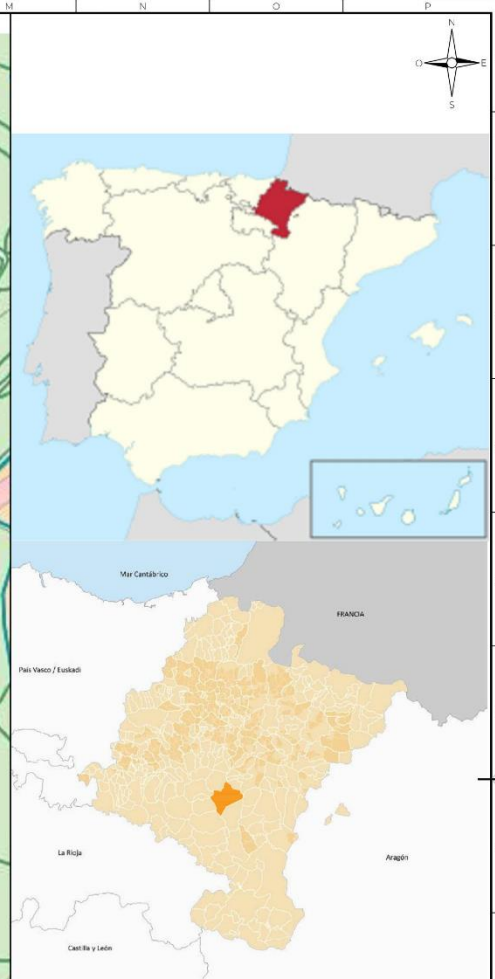 M N O P
N
O E
S
Mar Cantábrico
FRANCIA
País Vasco / Euskadi
La Rioja
Aragón
Castilla y León